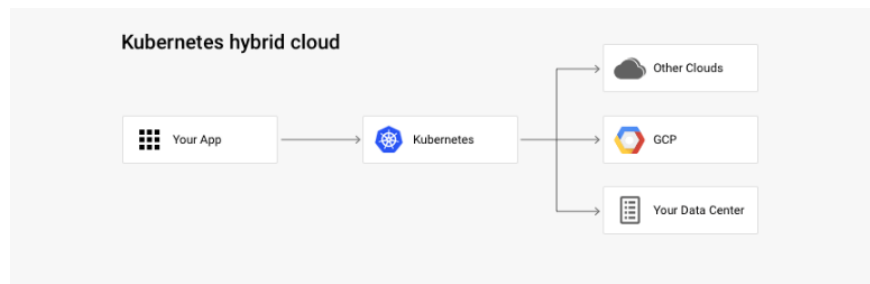 Kubernetes hybrid cloud
Your App
Kubernetes
Other Clouds
GCP
Your Data Center